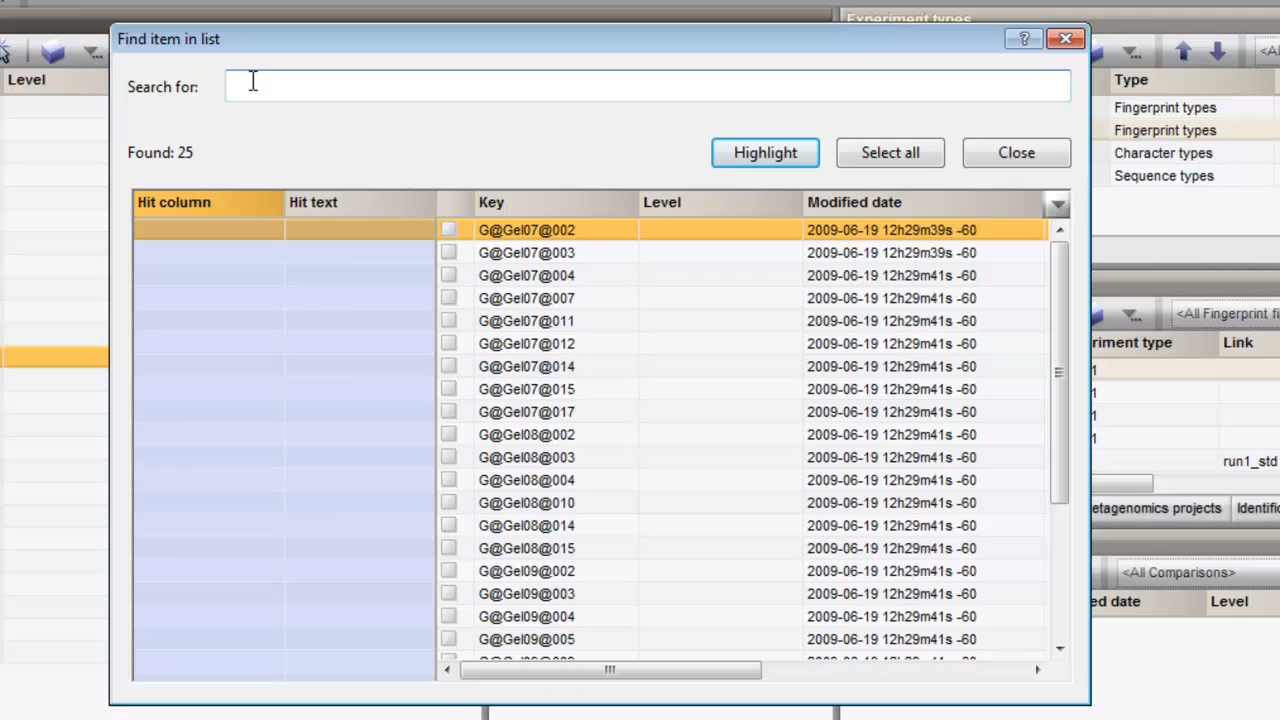 Experiment types
Find item in list
?
Level
<Al
Type
Search for:
Fingerprint types
Fingerprint types
Found: 25
Highlight
Select all
Close
Character types
Sequence types
Hit column Hit text Key Level Modified date
G@Gel07@002 2009-06-19 12h29m39s -60
G@Gel07@003 2009-06-19 12h29m39s -60
G@Gel07@004 2009-06-19 12h29m41s -60
G@Gel07@007 2009-06-19 12h29m41s -60
G@Gel07@011 2009-06-19 12h29m41s -60
G@Gel07@012 2009-06-19 12h29m41s -60
G@Gel07@014 2009-06-19 12h29m41s -60
G@Gel07@015 2009-06-19 12h29m41s -60
G@Gel07@017 2009-06-19 12h29m41s -60
G@Gel08@002 2009-06-19 12h29m41s -60
G@Gel08@003 2009-06-19 12h29m41s -60
G@Gel08@004 2009-06-19 12h29m41s -60
G@Gel08@010 2009-06-19 12h29m41s -60
G@Gel08@014 2009-06-19 12h29m41s -60
G@Gel08@015 2009-06-19 12h29m41s -60
G@Gel09@002 2009-06-19 12h29m41s -60
G@Gel09@003 2009-06-19 12h29m41s -60
G@Gel09@004 2009-06-19 12h29m41s -60
G@Gel09@005 2009-06-19 12h29m41s -60
<All Fingerprint fi
riment type Link
1
1
1
1
run1_std
etagenomics projects Identific
<All Comparisons>
ed date Level